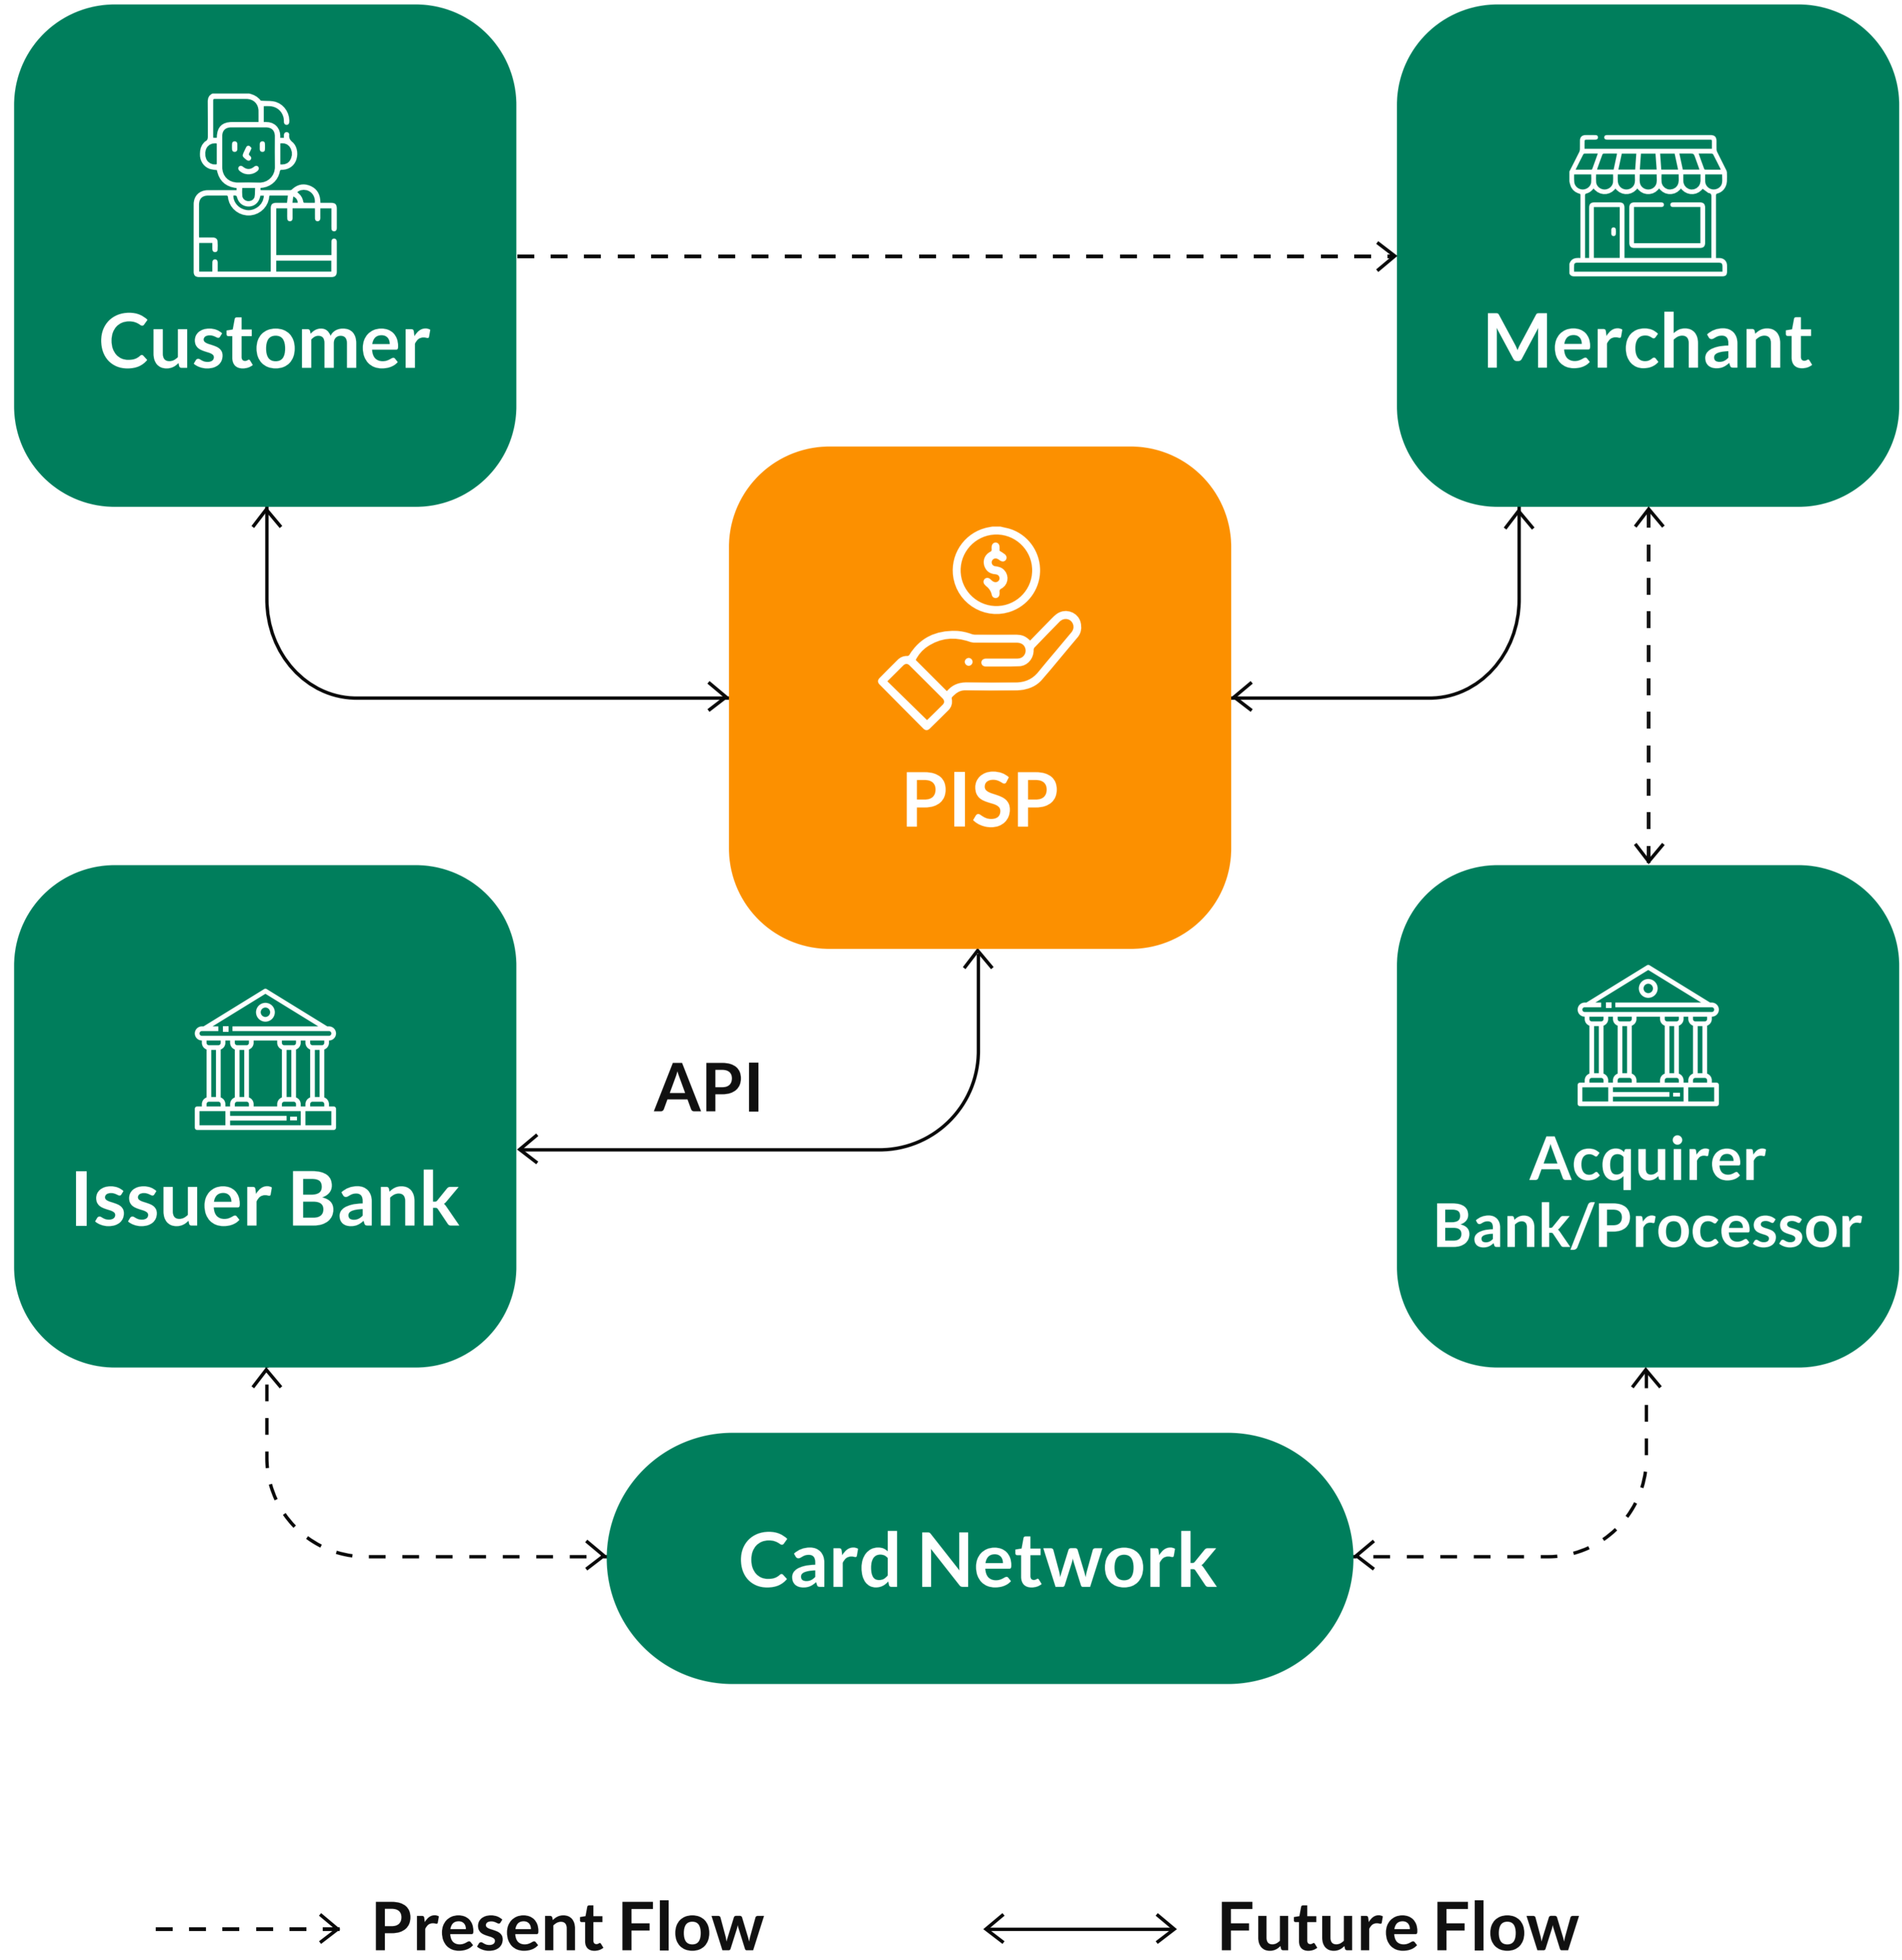 Customer
Merchant
PISP
API
Issuer Bank
Acquirer
Bank/Processor
Card Network
Present Flow
Future Flow